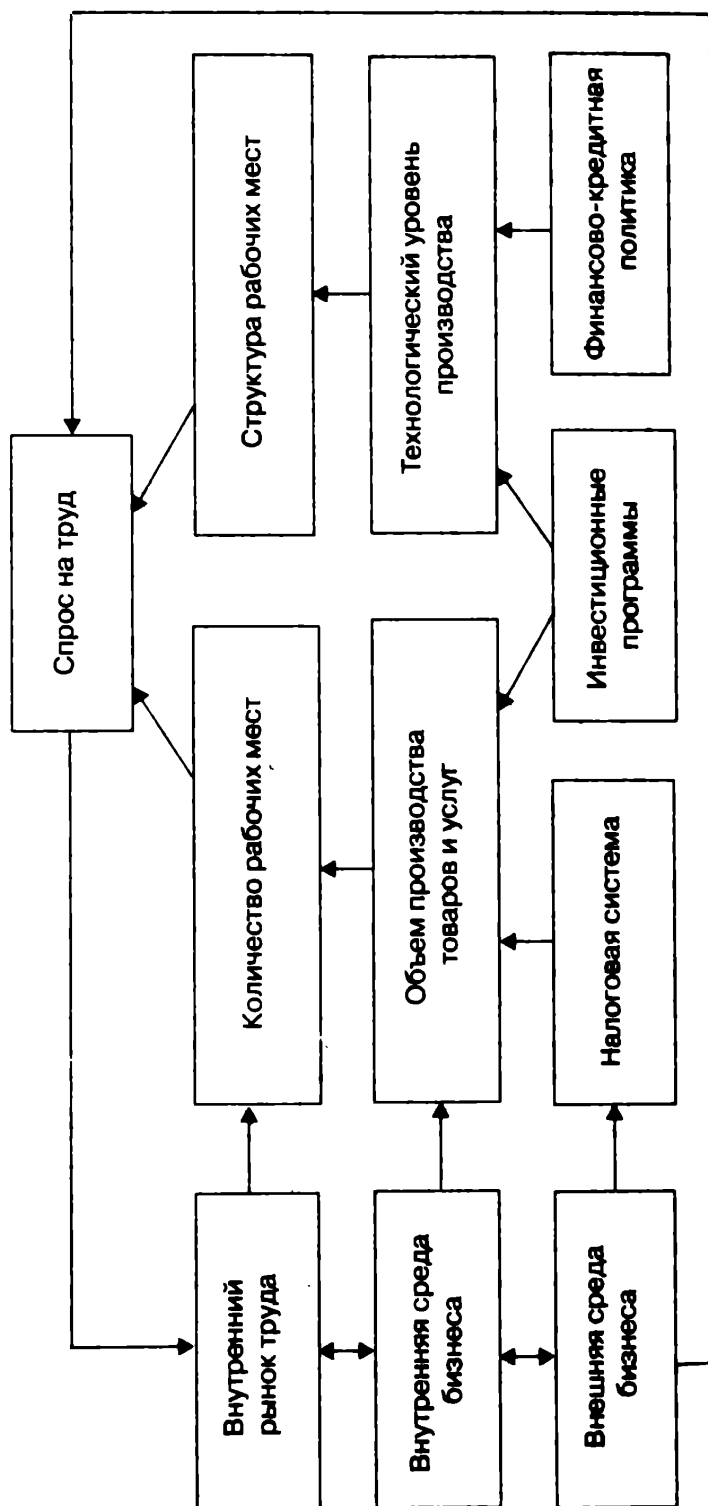 Спрос на труд
Внутренний
рынок труда
Количество рабочих мест
Структура рабочих мест
Внутренняя среда
бизнеса
Объем производства
товаров и услуг
Технологический уровень
производства
Внешняя среда
бизнеса
Налоговая система
Инвестиционные
программы
Финансово-кредитная
политика